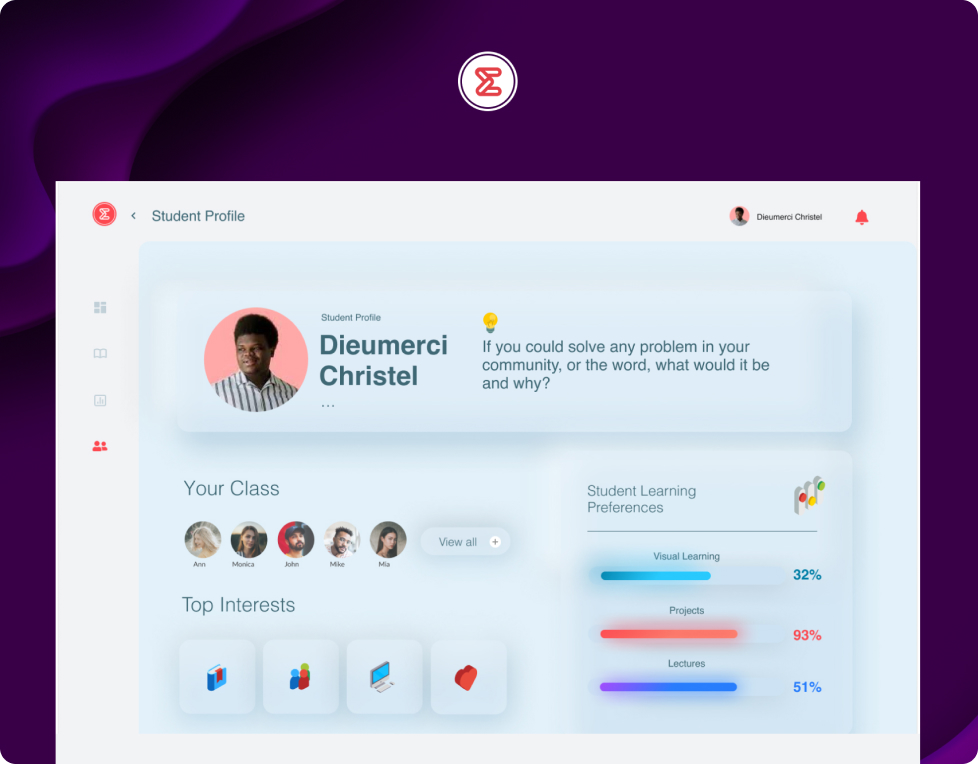 Student Profile
Dieumerci Christel
Student Profile
Dieumerci
Christel
...
If you could solve any problem in your
community, or the word, what would it be
and why?
Your Class
Ann
Monica
John
Mike
Mia
View all +
Top Interests
Student Learning
Preferences
Visual Learning
32%
Projects
93%
Lectures
51%